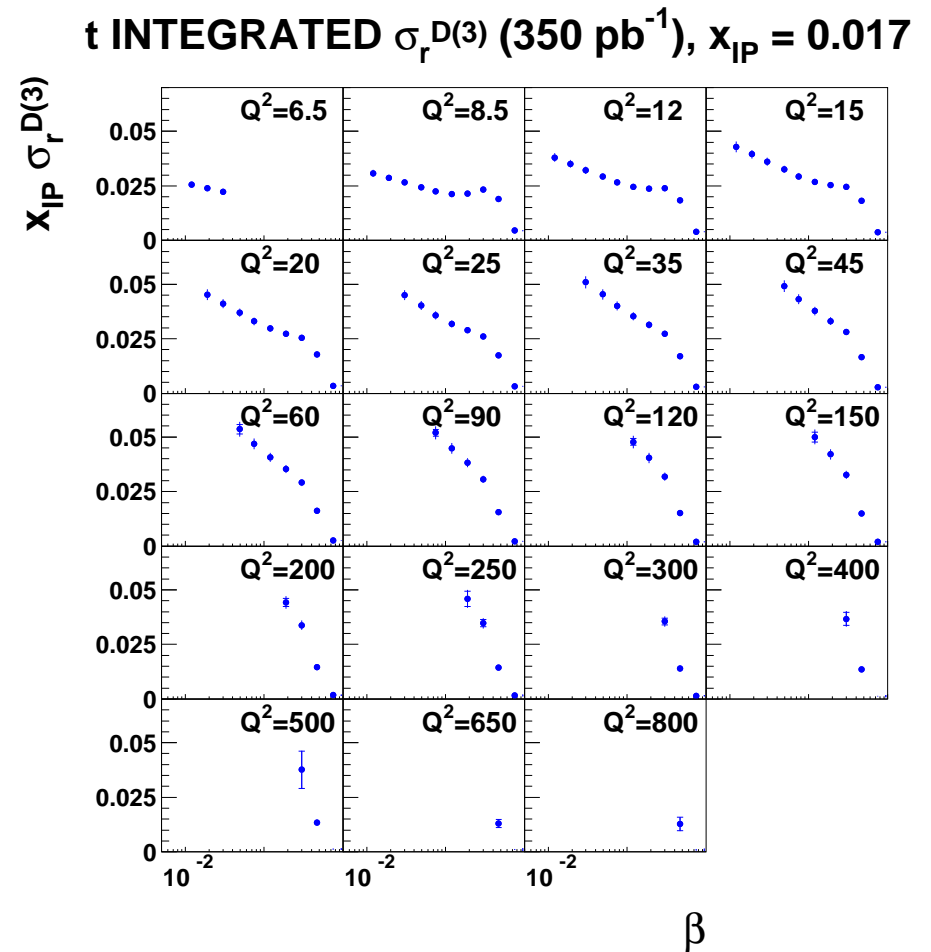 t INTEGRATED σ_r^D(3) (350 pb^-1), x_IP = 0.017
x_IP σ_r^D(3)
Q^2=6.5 Q^2=8.5 Q^2=12 Q^2=15
0.05
0.025
0
Q^2=20 Q^2=25 Q^2=35 Q^2=45
0.05
0.025
0
Q^2=60 Q^2=90 Q^2=120 Q^2=150
0.05
0.025
0
Q^2=200 Q^2=250 Q^2=300 Q^2=400
0.05
0.025
0
Q^2=500 Q^2=650 Q^2=800
0.05
0.025
0
10^-2 10^-2 10^-2
β